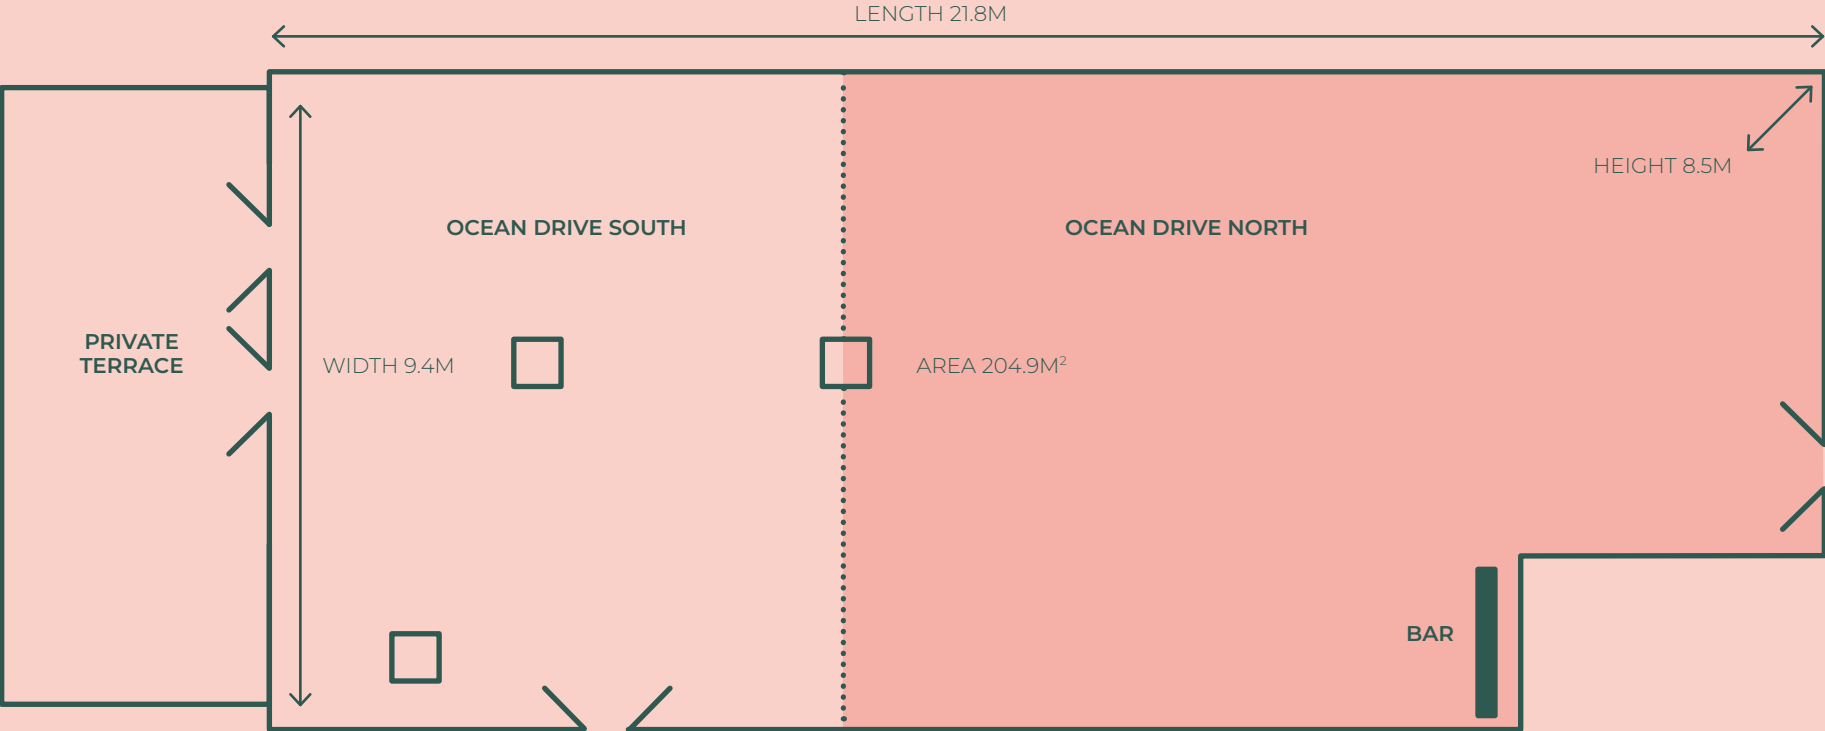 LENGTH 21.8M
HEIGHT 8.5M
OCEAN DRIVE SOUTH
OCEAN DRIVE NORTH
PRIVATE
TERRACE
WIDTH 9.4M
AREA 204.9M²
BAR